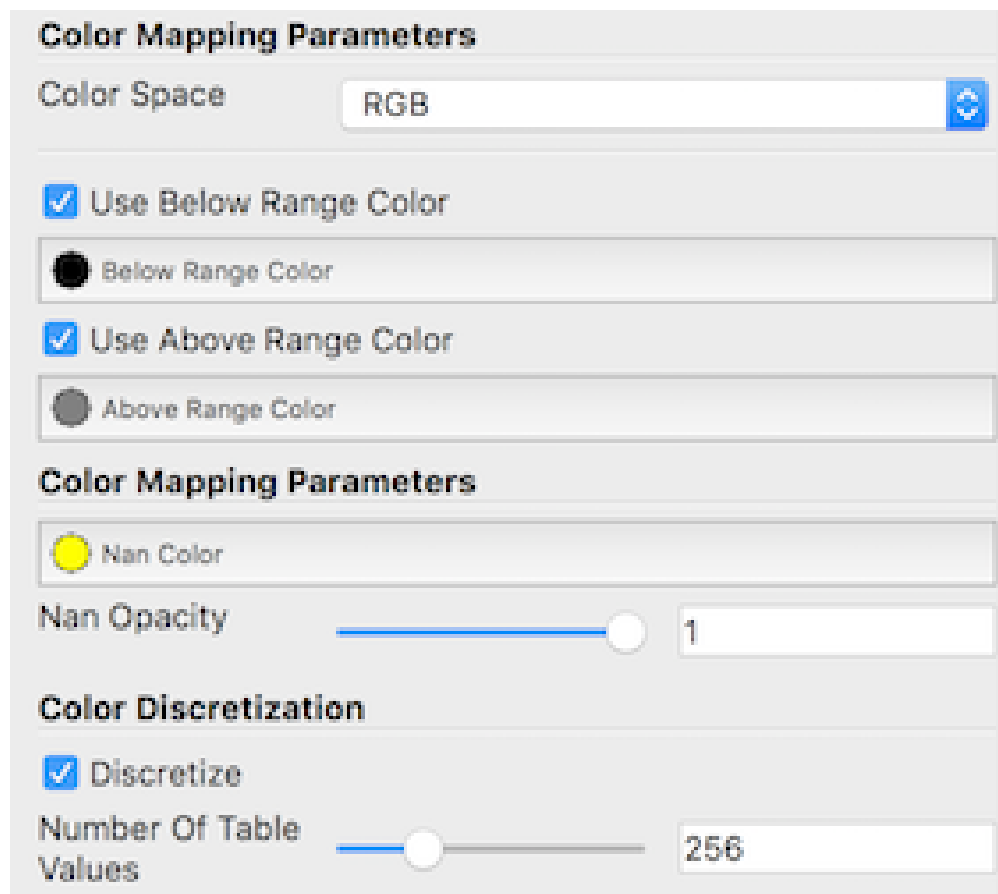 Color Mapping Parameters
Color Space RGB
Use Below Range Color
Below Range Color
Use Above Range Color
Above Range Color
Color Mapping Parameters
Nan Color
Nan Opacity 1
Color Discretization
Discretize
Number Of Table
Values 256